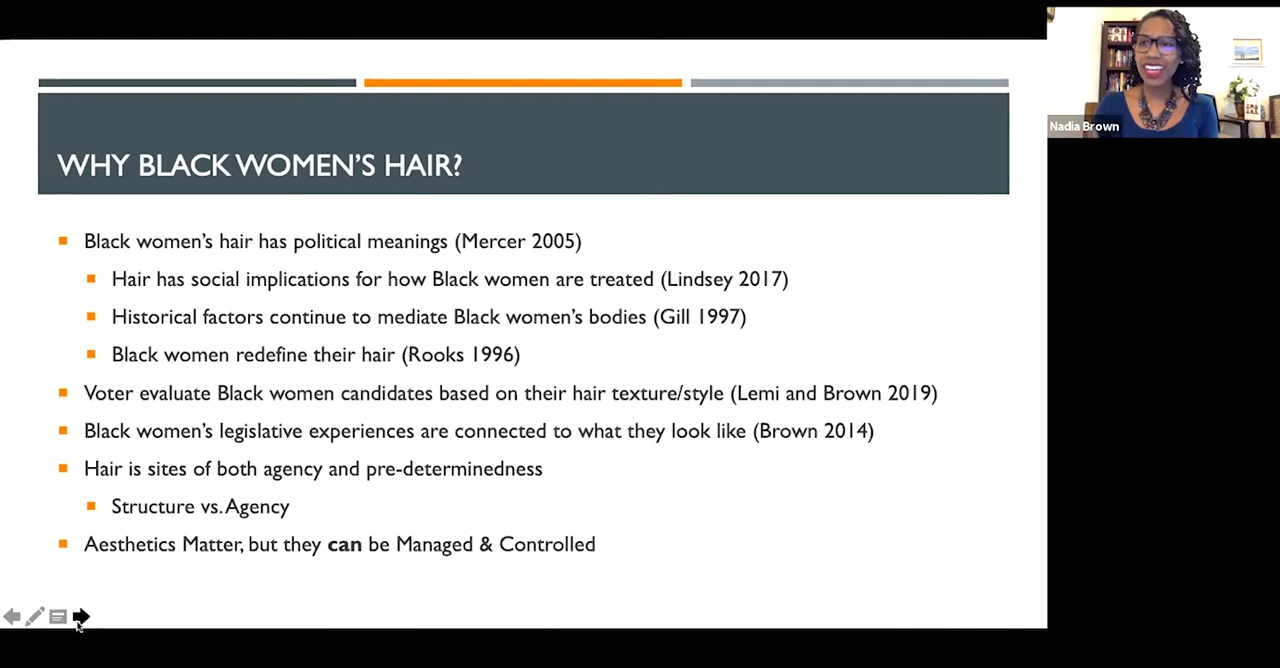 WHY BLACK WOMEN'S HAIR?
Black women's hair has political meanings (Mercer 2005)
Hair has social implications for how Black women are treated (Lindsey 2017)
Historical factors continue to mediate Black women's bodies (Gill 1997)
Black women redefine their hair (Rooks 1996)
Voter evaluate Black women candidates based on their hair texture/style (Lemi and Brown 2019)
Black women's legislative experiences are connected to what they look like (Brown 2014)
Hair is sites of both agency and pre-determinedness
Structure vs. Agency
Aesthetics Matter, but they can be Managed & Controlled
Nadia Brown